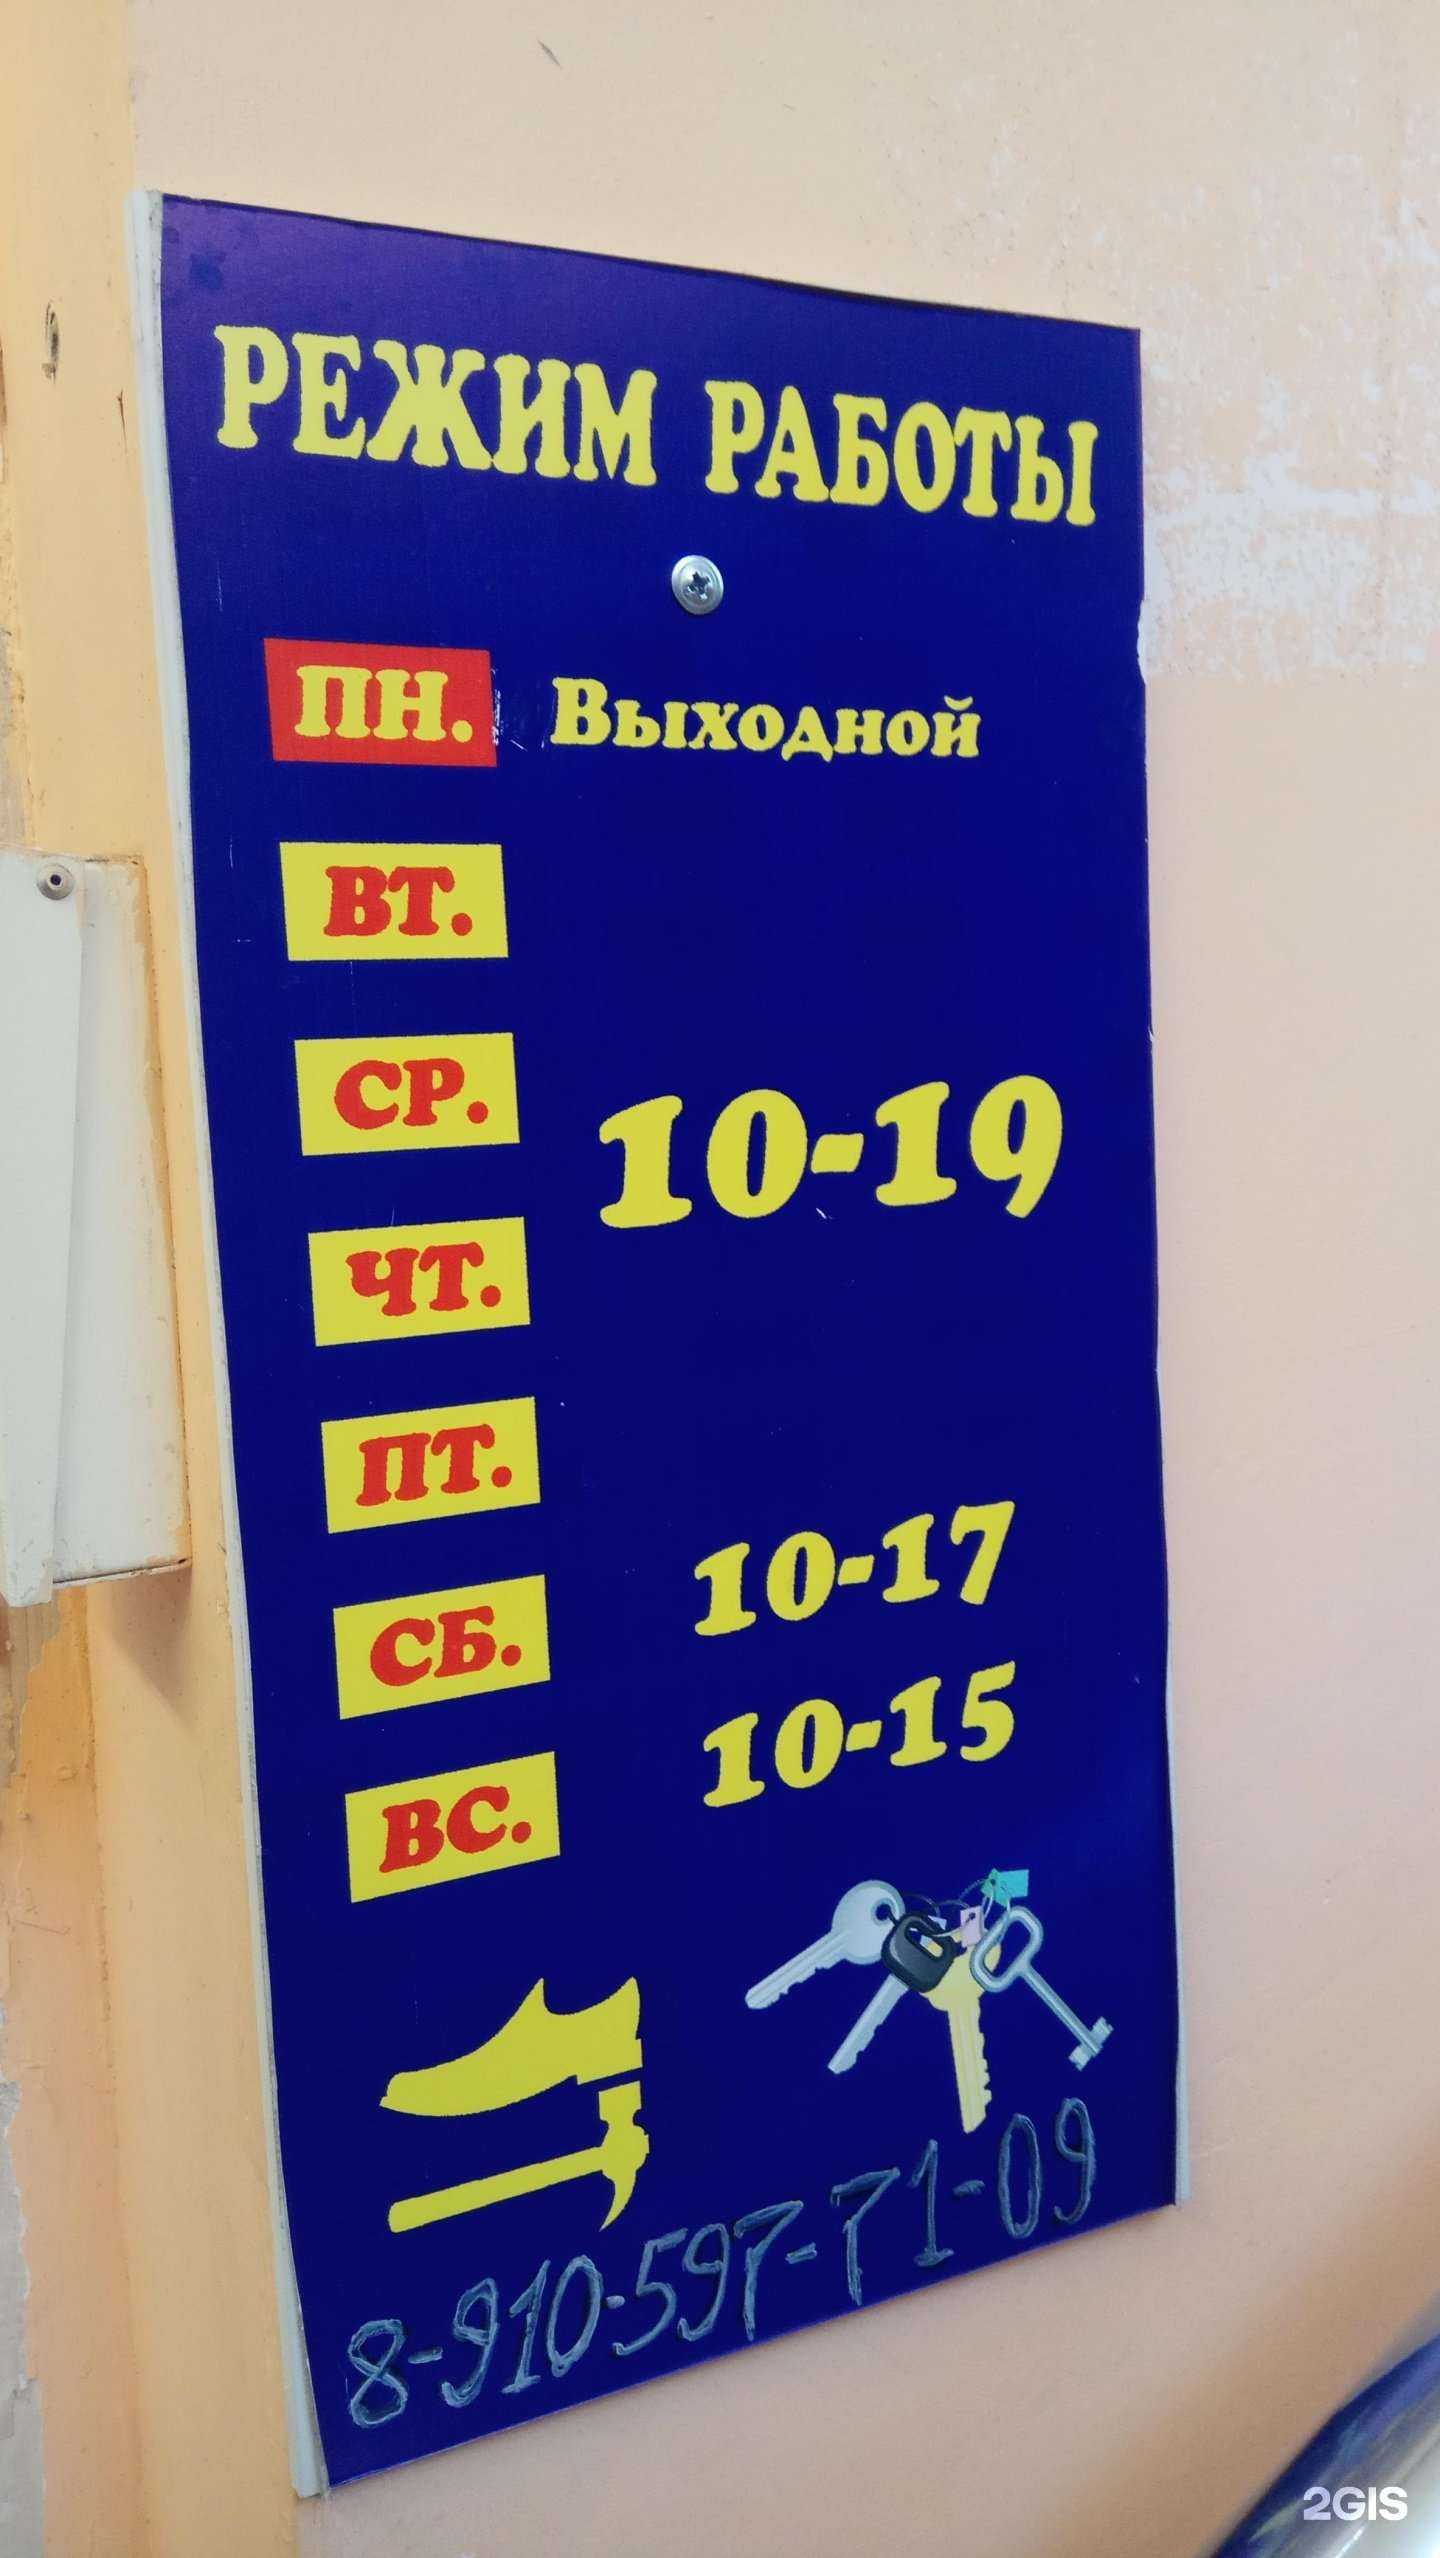 РЕЖИМ РАБОТЫ
ПН. Выходной
ВТ.
СР.
10-19
ЧТ.
ПТ.
СБ. 10-17
ВС. 10-15
8-910-597-71-09
2GIS